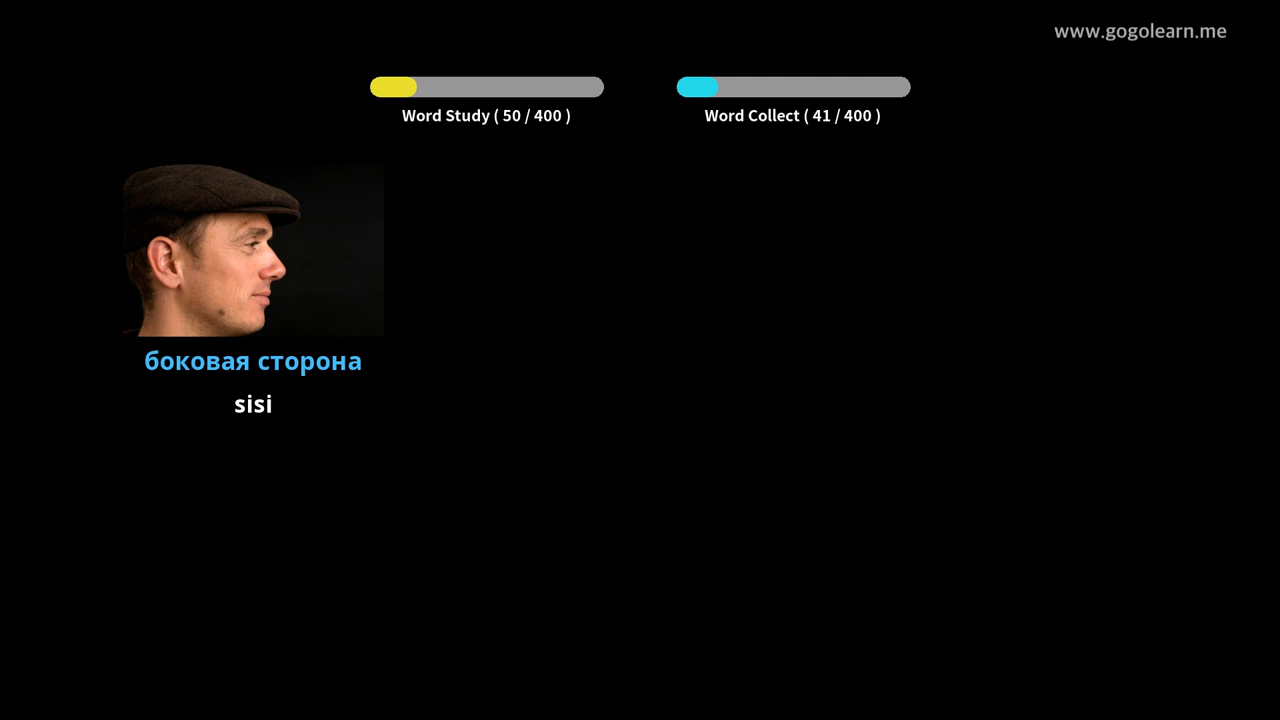 www.gogolearn.me
Word Study ( 50 / 400 )
Word Collect ( 41 / 400 )
боковая сторона
sisi